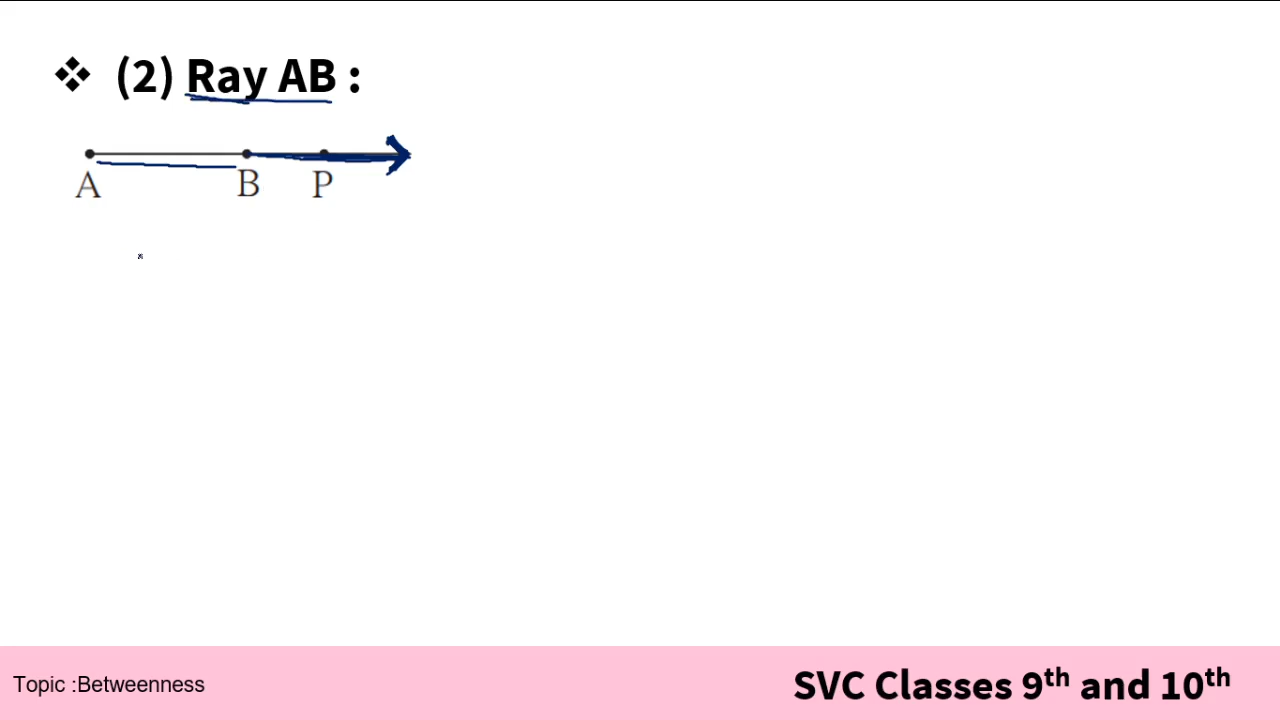 ❖ (2) Ray AB :
A B P
Topic :Betweenness
SVC Classes 9th and 10th